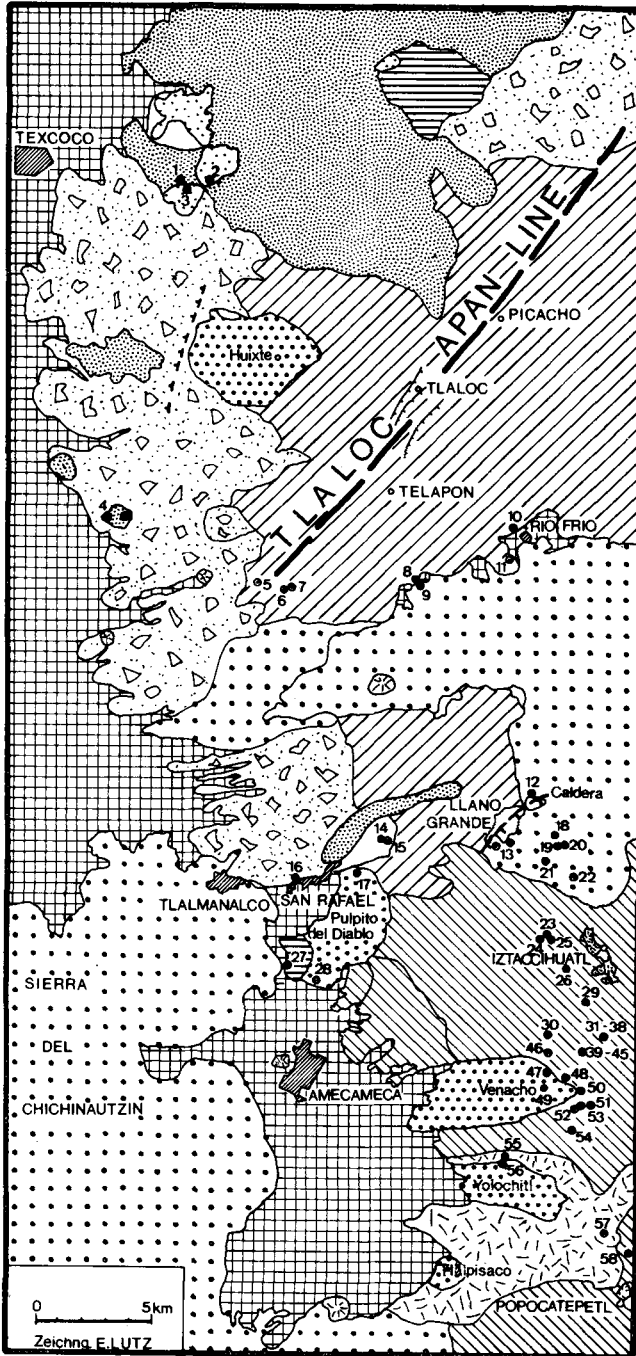 TEXCOCO
1
2
3
TLALOC APAN-LINE
PICACHO
Huixte
TLALOC
TELAPON
4
10
RIO FRIO
11
5
7
6
8
9
12
Caldera
LLANO GRANDE
18
14
15
13
19
20
16
17
21
22
TLALMANALCO
SAN RAFAEL
Pulpito del Diablo
23
24
25
27
IZTACCIHUATL
26
28
SIERRA
29
30
31-38
DEL
46
39-45
47
48
AMECAMECA
Venacho
50
CHICHINAUTZIN
49
51
52
53
54
55
56
Yolochitl
57
58
Tlalpisaco
POPOCATEPETL
0 5km
Zeichng. E.LUTZ